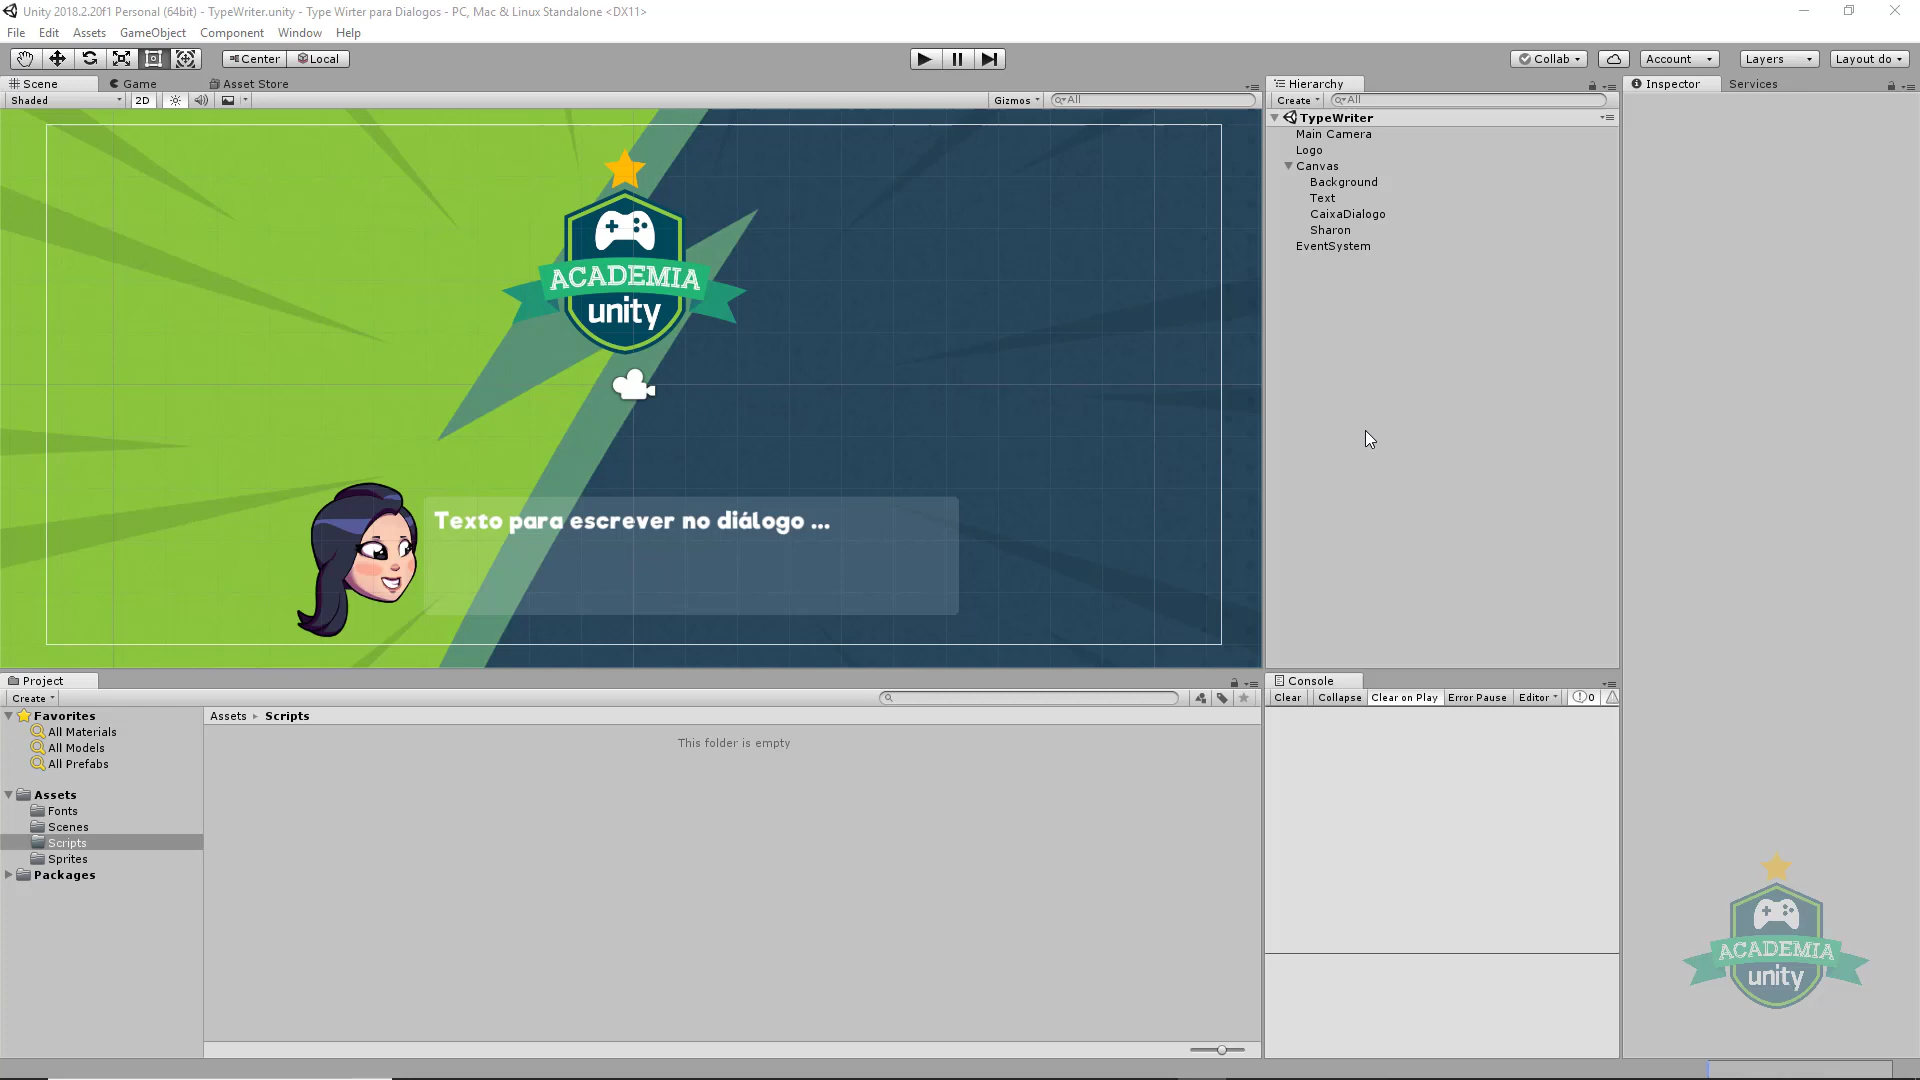 Unity 2018.2.20f1 Personal (64bit) - TypeWriter.unity - Type Wirter para Dialogos - PC, Mac & Linux Standalone <DX11>
File Edit Assets GameObject Component Window Help
Center Local Collab Account Layers Layout do
Scene Game Asset Store
Shaded 2D Gizmos All
ACADEMIA
unity
Texto para escrever no diálogo ...
Hierarchy
Create All
TypeWriter
Main Camera
Logo
Canvas
Background
Text
CaixaDialogo
Sharon
EventSystem
Inspector Services
Project
Create
Favorites
All Materials
All Models
All Prefabs
Assets
Fonts
Scenes
Scripts
Sprites
Packages
Assets Scripts
This folder is empty
Console
Clear Collapse Clear on Play Error Pause Editor 0
ACADEMIA
unity